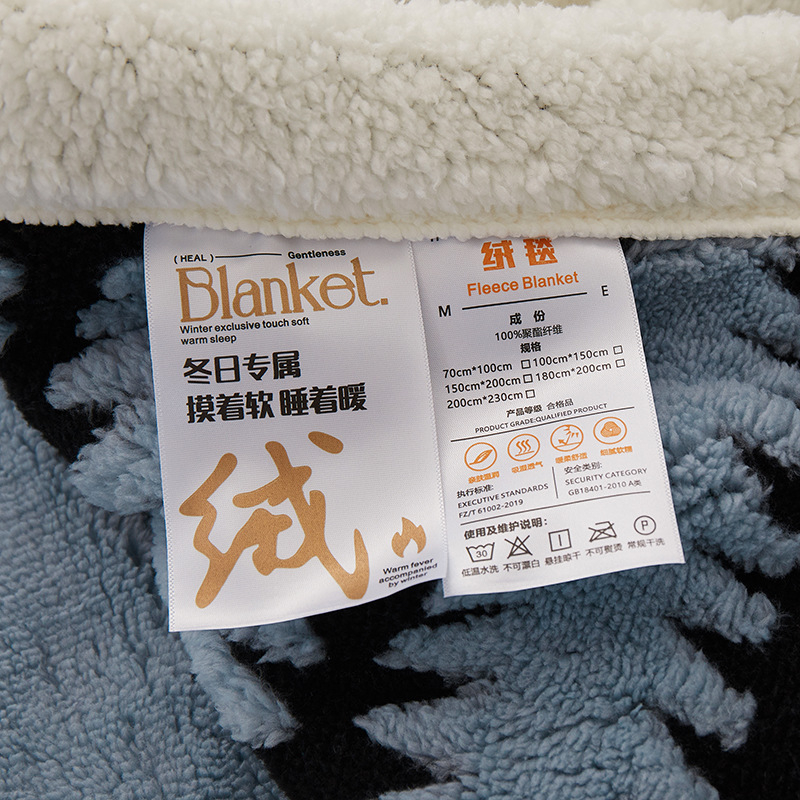 ( HEAL )
Gentleness
Blanket.
Winter exclusive touch soft
warm sleep
冬日专属
摸着软 睡着暖
绒
Warm fever
accompanied
by winter
绒毯
Fleece Blanket
M
E
成份
100%聚酯纤维
规格
70cm*100cm 100cm*150cm
150cm*200cm 180cm*200cm
200cm*230cm
产品等级 合格品
PRODUCT GRADE:QUALIFIED PRODUCT
亲肤温润 吸湿透气 暖柔舒适 细腻软糯
执行标准:
EXECUTIVE STANDARDS
FZ/T 61002-2019
安全类别:
SECURITY CATEGORY
GB18401-2010 A类
使用及维护说明:
30
P
低温水洗 不可漂白 悬挂晾干 不可熨烫 常规干洗